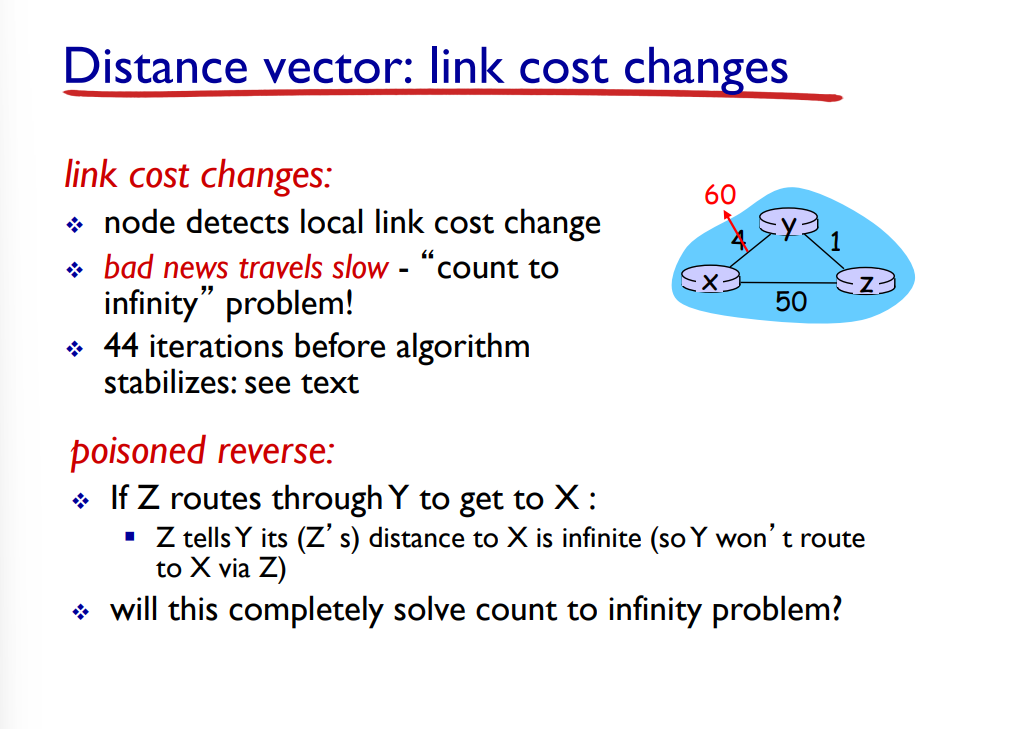 Distance vector: link cost changes
link cost changes:
❖ node detects local link cost change
❖ bad news travels slow - “count to
infinity” problem!
❖ 44 iterations before algorithm
stabilizes: see text
60
4
y
1
x
z
50
poisoned reverse:
❖ If Z routes through Y to get to X :
▪ Z tells Y its (Z’s) distance to X is infinite (so Y won’t route
to X via Z)
❖ will this completely solve count to infinity problem?